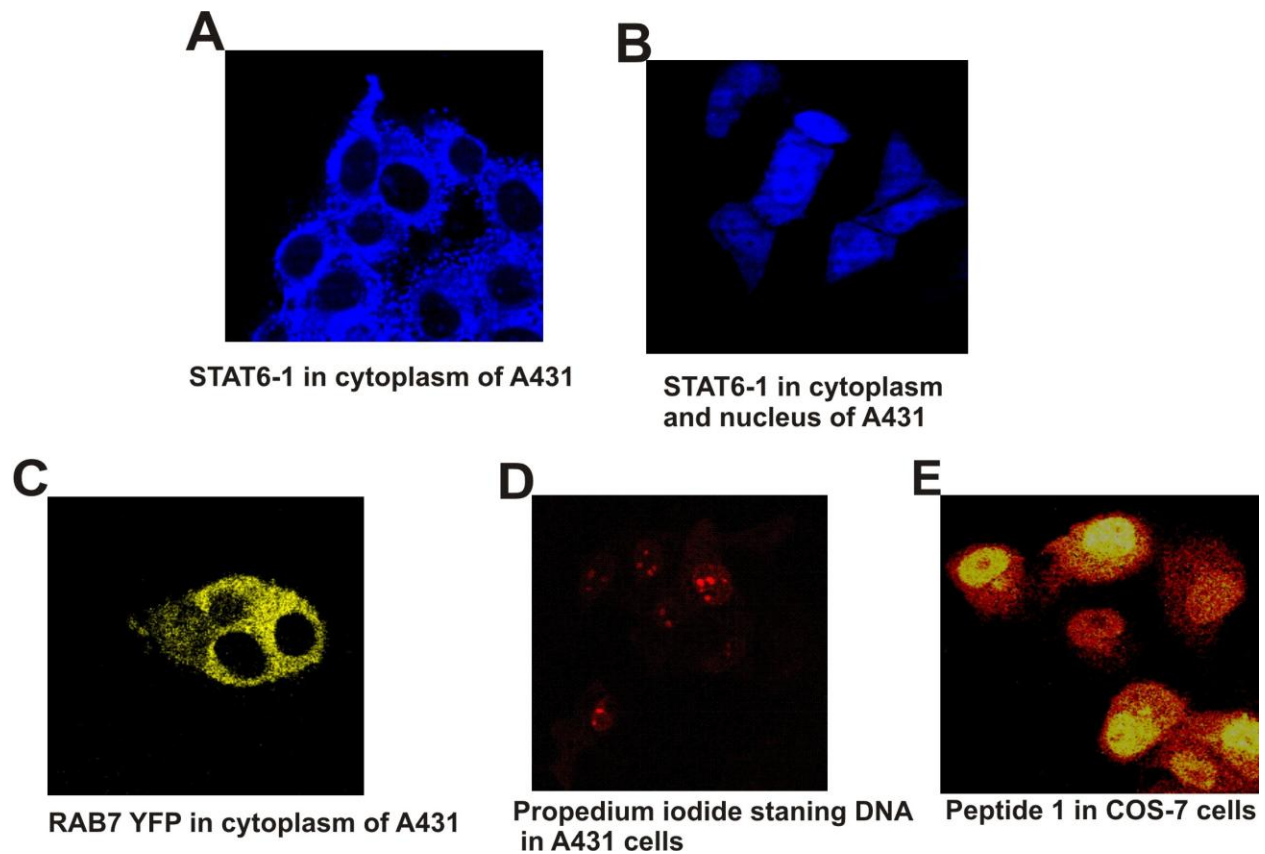 A
B
STAT6-1 in cytoplasm of A431
STAT6-1 in cytoplasm
and nucleus of A431
C
D
E
RAB7 YFP in cytoplasm of A431
Propedium iodide staning DNA
in A431 cells
Peptide 1 in COS-7 cells